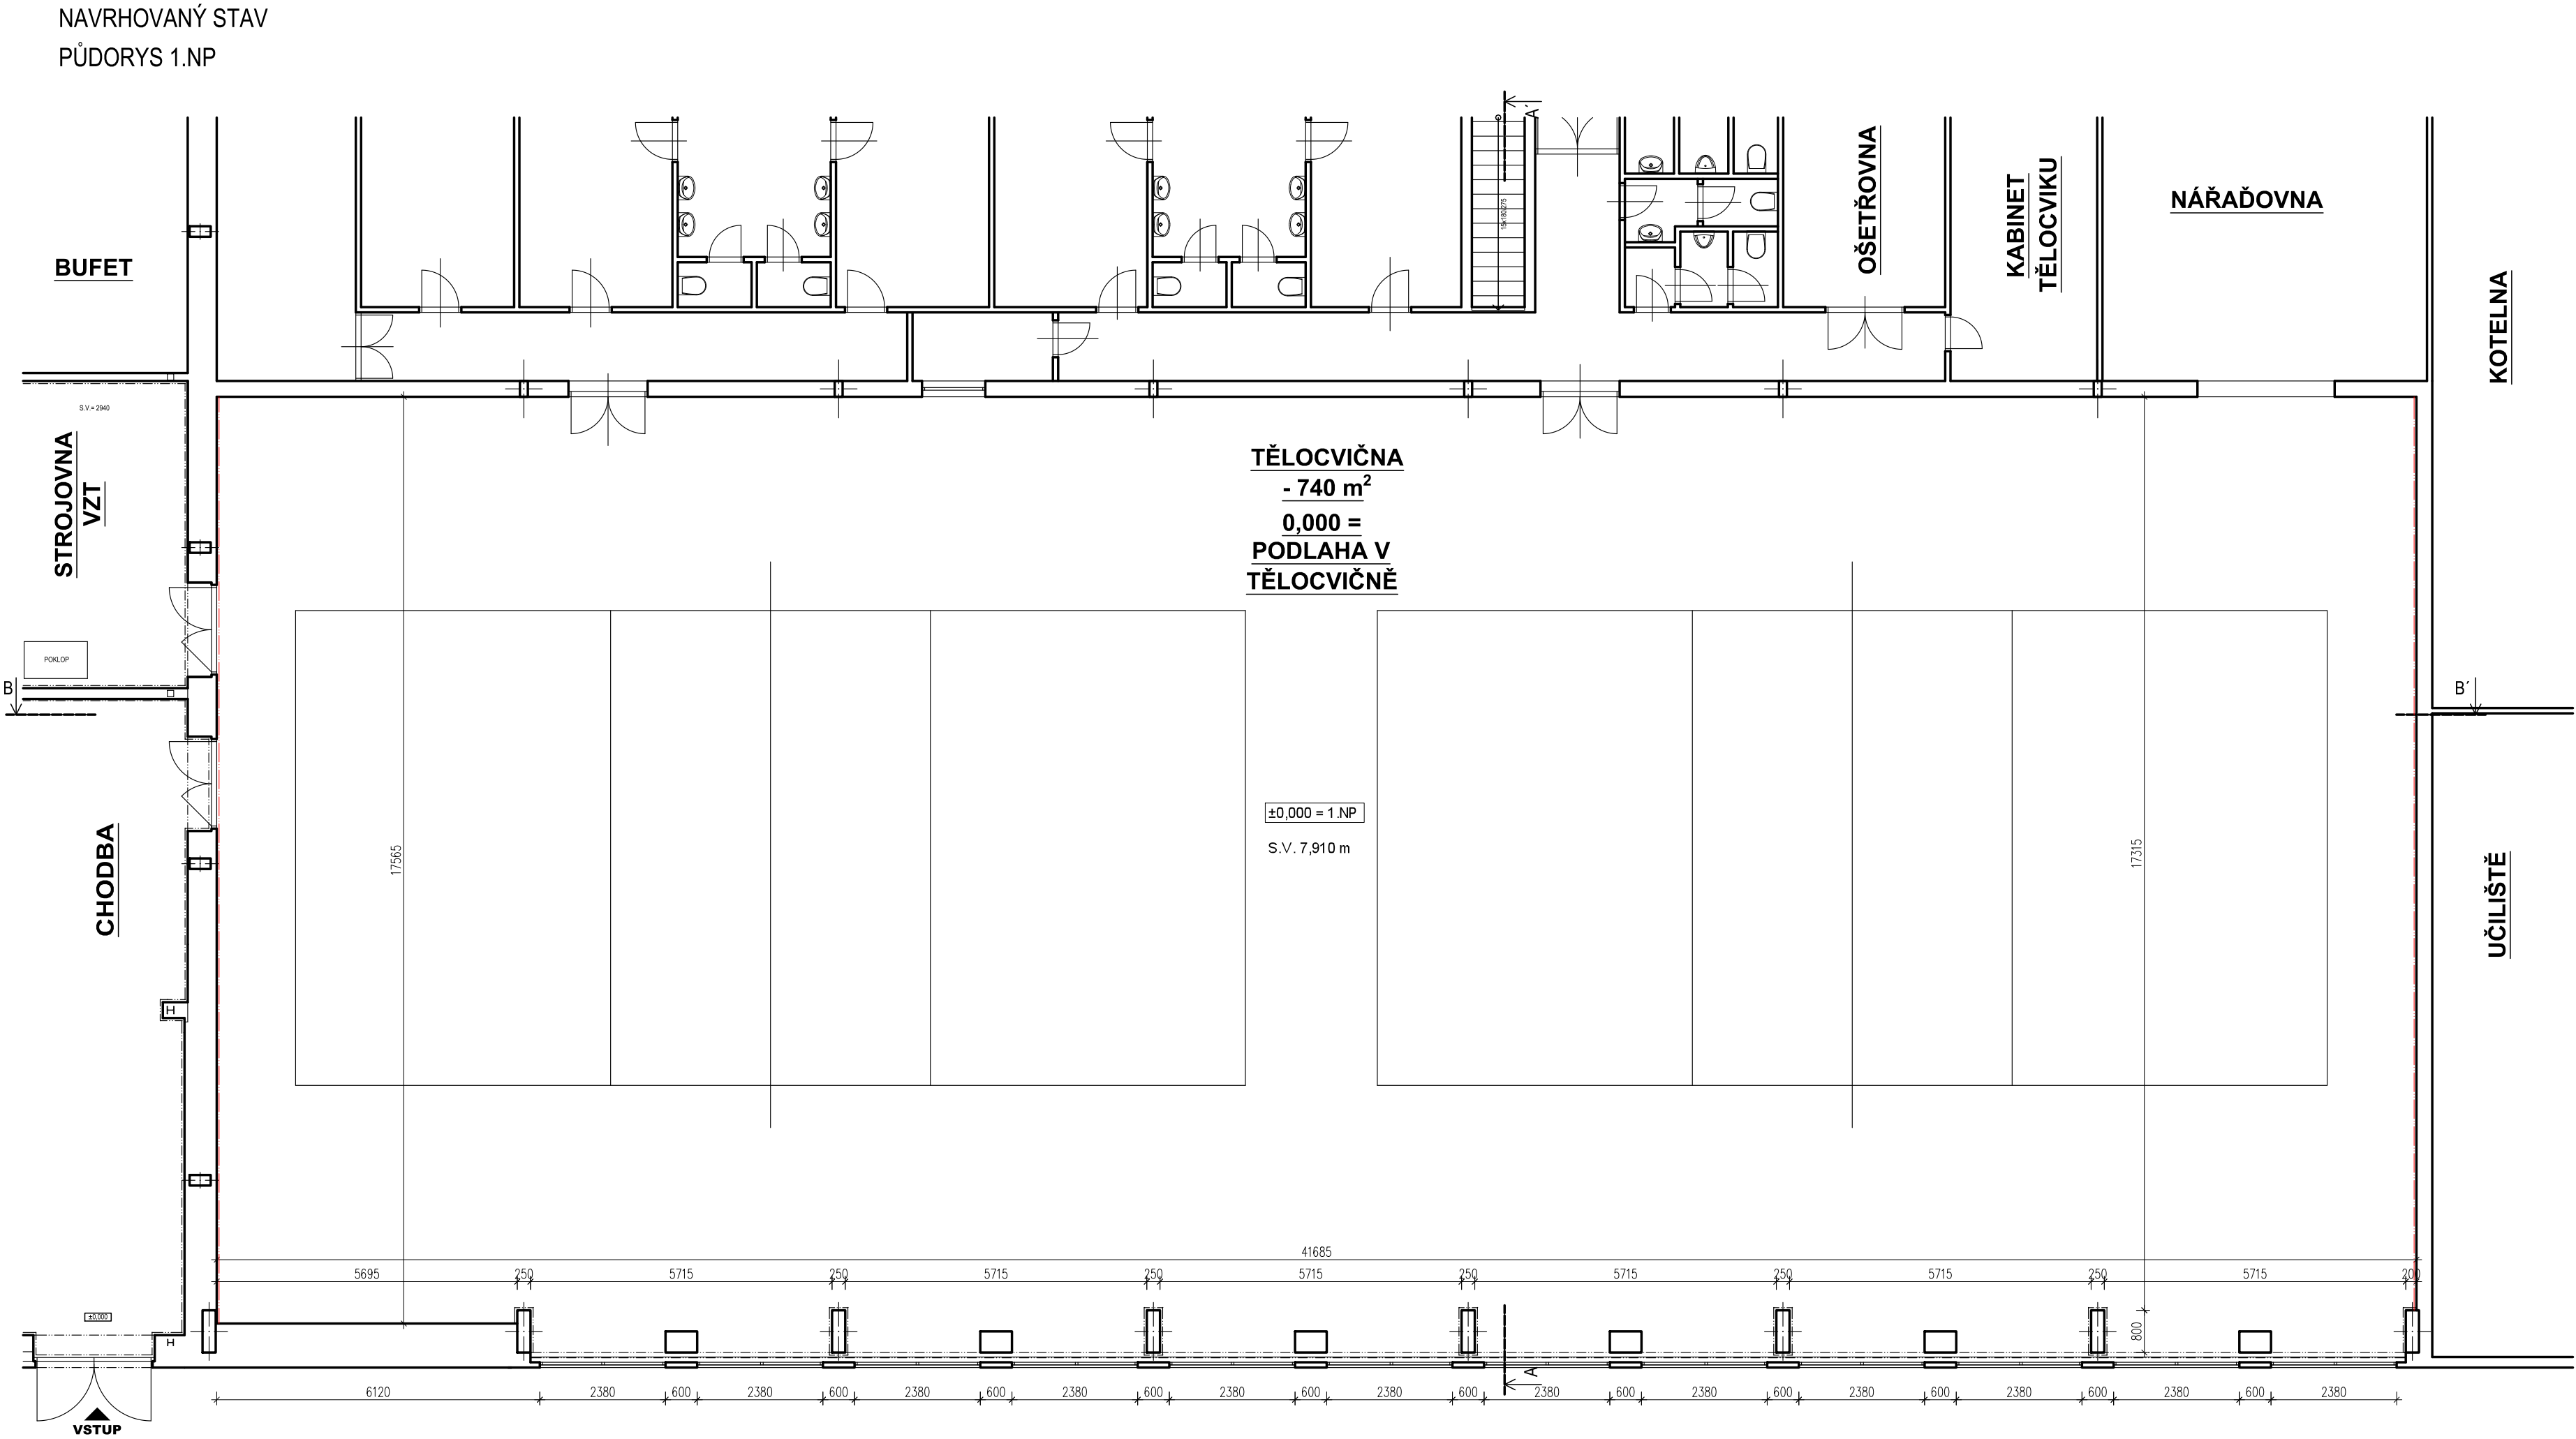 NAVRHOVANÝ STAV
PŮDORYS 1.NP
A´
15x180275
BUFET
OŠETŘOVNA
KABINET
TĚLOCVIKU
NÁŘAĎOVNA
KOTELNA
S.V.= 2940
STROJOVNA
VZT
TĚLOCVIČNA
- 740 m²
0,000 =
PODLAHA V
TĚLOCVIČNĚ
POKLOP
B
B´
±0,000 = 1.NP
S.V. 7,910 m
17565
17315
CHODBA
UČILIŠTĚ
41685
5695 250 5715 250 5715 250 5715 250 5715 250 5715 250 5715 200
±0,000
800
A
6120 2380 600 2380 600 2380 600 2380 600 2380 600 2380 600 2380 600 2380 600 2380 600 2380 600 2380 600 2380
VSTUP